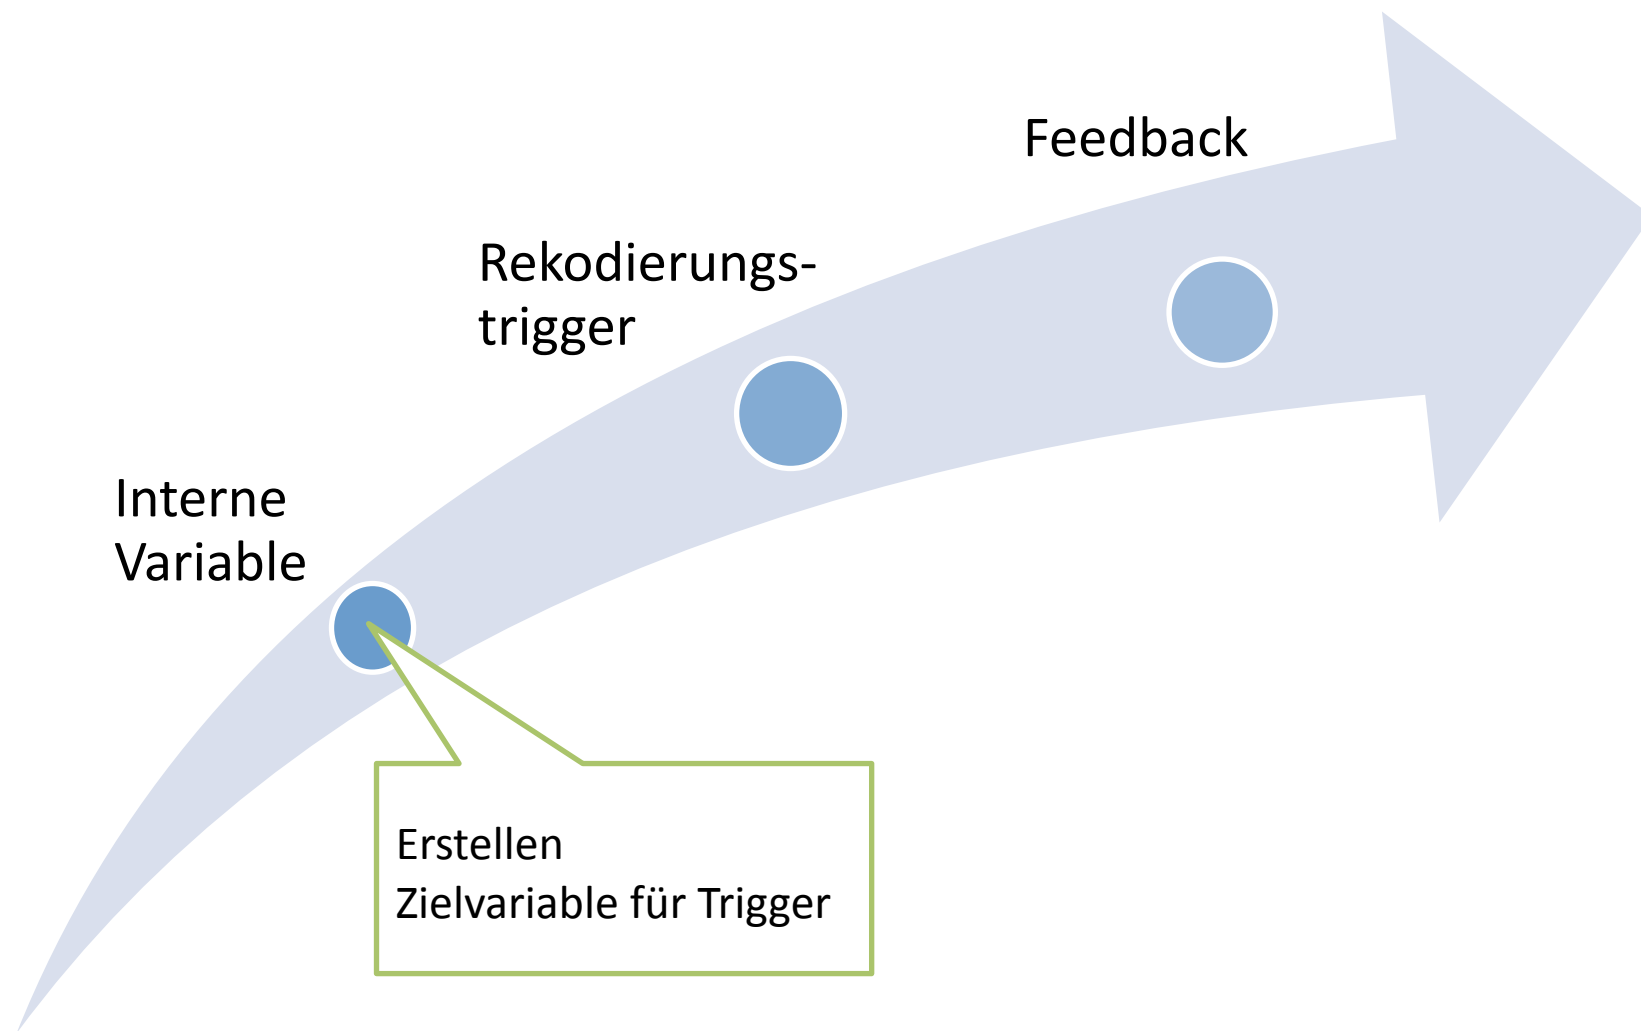 Feedback
Rekodierungs-
trigger
Interne
Variable
Erstellen
Zielvariable für Trigger